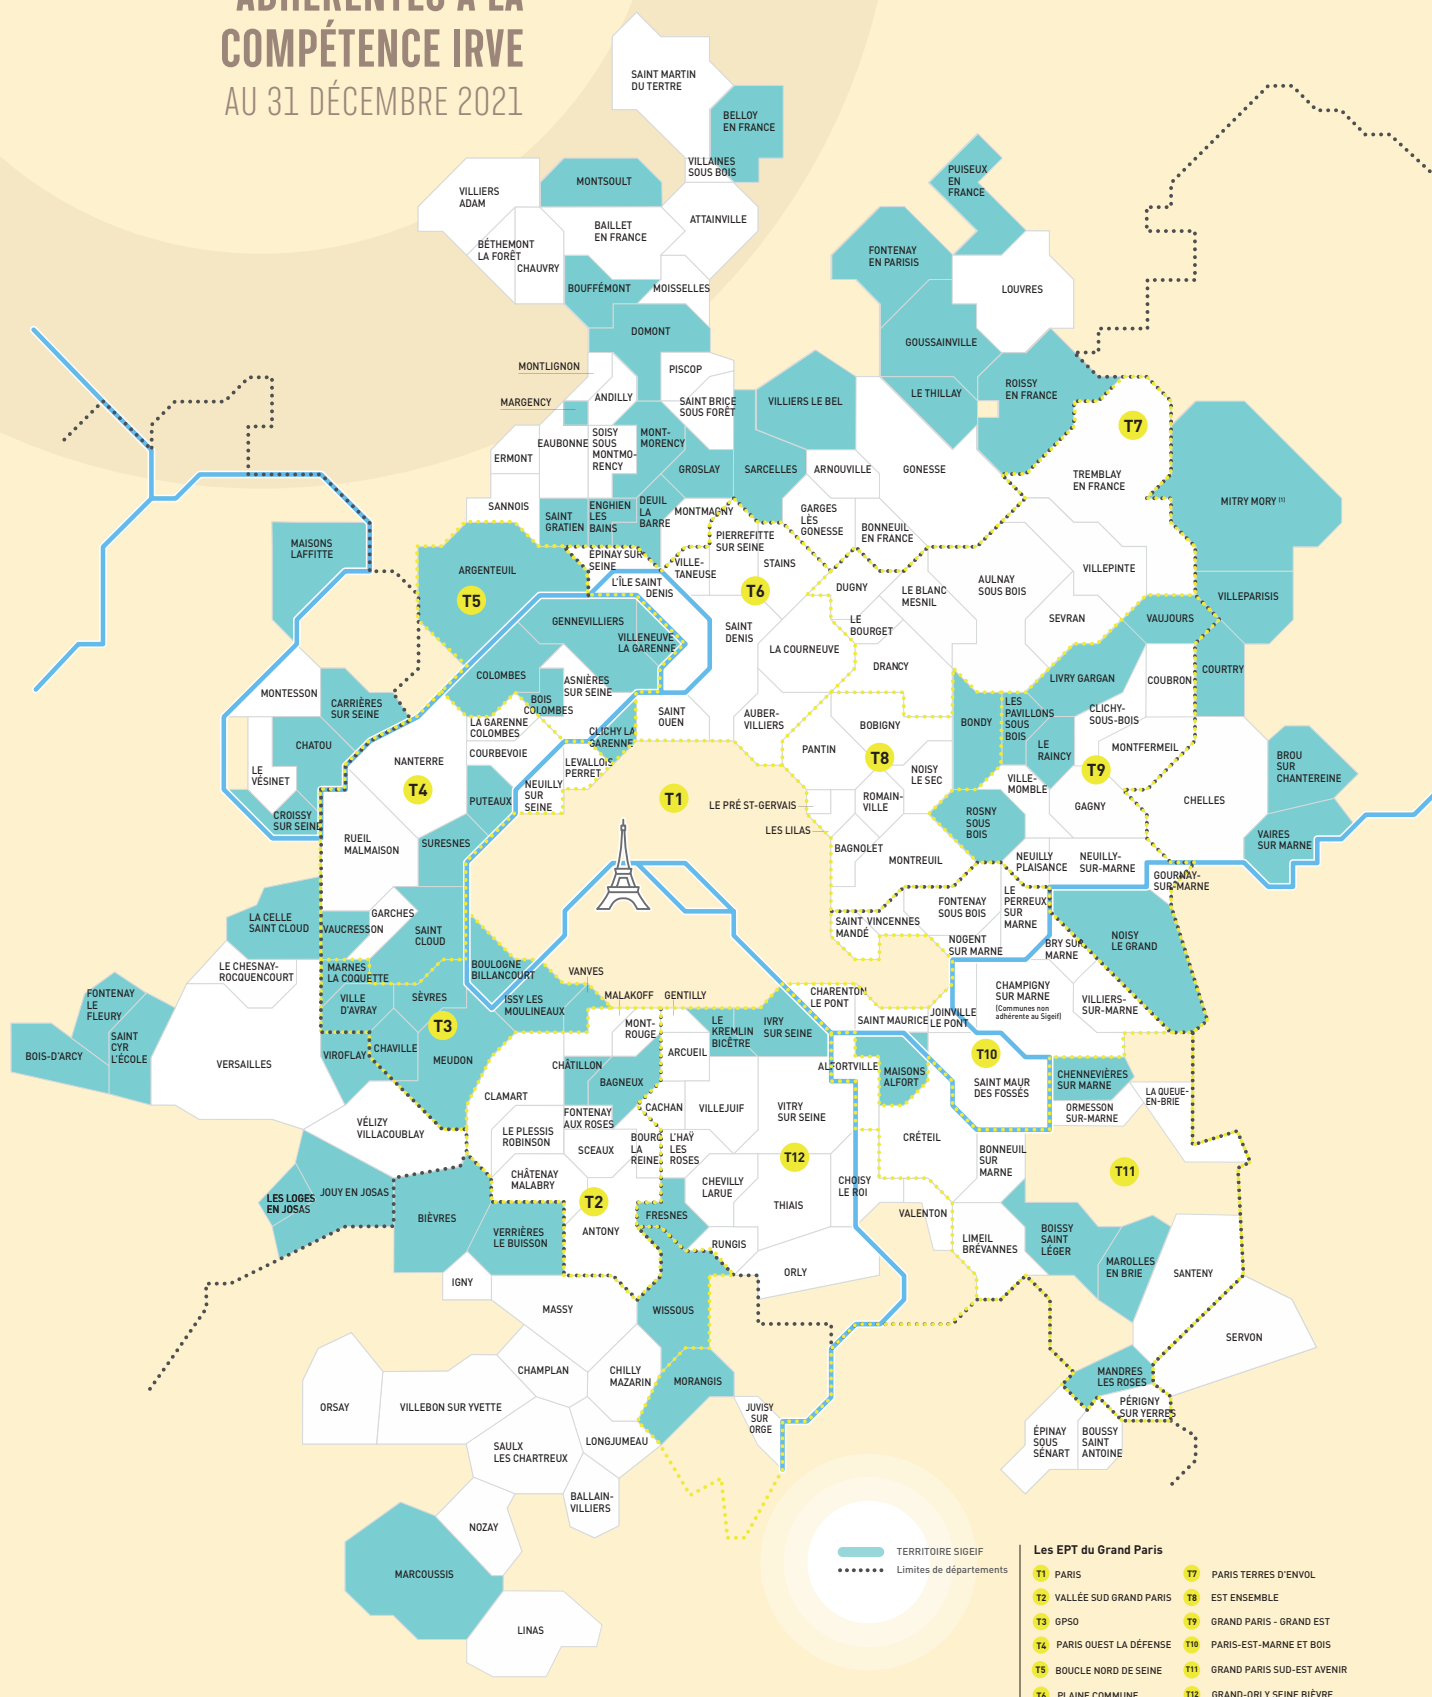 ADHÉRENTES À LA
COMPÉTENCE IRVE
AU 31 DÉCEMBRE 2021
SAINT MARTIN
DU TERTRE
BELLOY
EN FRANCE
VILLAINES
SOUS BOIS
MONTSOULT
VILLIERS
ADAM
ATTAINVILLE
BAILLET
EN FRANCE
BÉTHEMONT
LA FORÊT
CHAUVRY
BOUFFÉMONT
MOISSELLES
PUISEUX
EN
FRANCE
FONTENAY
EN PARISIS
LOUVRES
DOMONT
GOUSSAINVILLE
MONTLIGNON
PISCOP
MARGENCY
ANDILLY
SAINT BRICE
SOUS FORÊT
VILLIERS LE BEL
LE THILLAY
ROISSY
EN FRANCE
T7
EAUBONNE
SOISY
SOUS
MONTMO-
RENCY
MONT-
MORENCY
ERMONT
GROSLAY
SARCELLES
ARNOUVILLE
GONESSE
TREMBLAY
EN FRANCE
MITRY MORY (1)
SANNOIS
SAINT
GRATIEN
ENGHIEN
LES
BAINS
DEUIL
LA
BARRE
MONTMAGNY
GARGES
LÈS
GONESSE
BONNEUIL
EN FRANCE
MAISONS
LAFFITTE
ARGENTEUIL
T5
ÉPINAY SUR
SEINE
VILLE-
TANEUSE
PIERREFITTE
SUR SEINE
STAINS
T6
L'ÎLE SAINT
DENIS
DUGNY
LE BLANC
MESNIL
AULNAY
SOUS BOIS
VILLEPINTE
VILLEPARISIS
GENNEVILLIERS
VILLENEUVE
LA GARENNE
SAINT
DENIS
LE
BOURGET
SEVRAN
VAUJOURS
LA COURNEUVE
DRANCY
COURTRY
COLOMBES
ASNIÈRES
SUR SEINE
BOIS
COLOMBES
LIVRY GARGAN
COUBRON
MONTESSON
CARRIÈRES
SUR SEINE
LA GARENNE
COLOMBES
CLICHY LA
GARENNE
SAINT
OUEN
AUBER-
VILLIERS
BOBIGNY
BONDY
LES
PAVILLONS
SOUS
BOIS
CLICHY-
SOUS-BOIS
CHATOU
NANTERRE
COURBEVOIE
LEVALLOIS
PERRET
PANTIN
T8
NOISY
LE SEC
LE
RAINCY
MONTFERMEIL
T9
BROU
SUR
CHANTEREINE
LE
VÉSINET
T4
PUTEAUX
NEUILLY
SUR
SEINE
T1
LE PRÉ ST-GERVAIS
ROMAIN-
VILLE
VILLE-
MOMBLE
GAGNY
CHELLES
CROISSY
SUR SEINE
LES LILAS
ROSNY
SOUS
BOIS
RUEIL
MALMAISON
SURESNES
BAGNOLET
MONTREUIL
NEUILLY
PLAISANCE
NEUILLY-
SUR-MARNE
VAIRES
SUR MARNE
GOURNAY-
SUR-MARNE
LA CELLE
SAINT CLOUD
VAUCRESSON
GARCHES
SAINT
CLOUD
SAINT
MANDÉ
VINCENNES
FONTENAY
SOUS BOIS
LE
PERREUX
SUR
MARNE
NOGENT
SUR MARNE
BRY SUR
MARNE
NOISY
LE GRAND
LE CHESNAY-
ROCQUENCOURT
MARNES
LA COQUETTE
BOULOGNE
BILLANCOURT
VANVES
MALAKOFF
GENTILLY
CHARENTON
LE PONT
CHAMPIGNY
SUR MARNE
(Communes non
adhérente au Sigeif)
VILLIERS-
SUR-MARNE
FONTENAY
LE
FLEURY
VILLE
D'AVRAY
SÈVRES
ISSY LES
MOULINEAUX
SAINT MAURICE
JOINVILLE
LE PONT
T3
MONT-
ROUGE
LE
KREMLIN
BICÊTRE
IVRY
SUR SEINE
BOIS-D'ARCY
SAINT
CYR
L'ÉCOLE
VERSAILLES
VIROFLAY
CHAVILLE
MEUDON
CHÂTILLON
BAGNEUX
ARCUEIL
ALFORTVILLE
MAISONS
ALFORT
T10
SAINT MAUR
DES FOSSÉS
CHENNEVIÈRES
SUR MARNE
LA QUEUE-
EN-BRIE
CLAMART
FONTENAY
AUX ROSES
CACHAN
VILLEJUIF
VITRY
SUR SEINE
ORMESSON
SUR-MARNE
VÉLIZY
VILLACOUBLAY
LE PLESSIS
ROBINSON
SCEAUX
BOURG
LA
REINE
L'HAŸ
LES
ROSES
T12
CRÉTEIL
BONNEUIL
SUR
MARNE
T11
LES LOGES
EN JOSAS
JOUY EN JOSAS
CHÂTENAY
MALABRY
CHEVILLY
LARUE
CHOISY
LE ROI
BIÈVRES
VERRIÈRES
LE BUISSON
T2
ANTONY
FRESNES
THIAIS
VALENTON
RUNGIS
LIMEIL
BRÉVANNES
BOISSY
SAINT
LÉGER
MAROLLES
EN BRIE
SANTENY
IGNY
ORLY
MASSY
WISSOUS
SERVON
CHAMPLAN
CHILLY
MAZARIN
MORANGIS
MANDRES
LES ROSES
ORSAY
VILLEBON SUR YVETTE
JUVISY
SUR
ORGE
PÉRIGNY
SUR YERRES
SAULX
LES CHARTREUX
LONGJUMEAU
ÉPINAY
SOUS
SÉNART
BOUSSY
SAINT
ANTOINE
BALLAIN-
VILLIERS
NOZAY
MARCOUSSIS
LINAS
TERRITOIRE SIGEIF
Limites de départements
Les EPT du Grand Paris
T1 PARIS
T2 VALLÉE SUD GRAND PARIS
T3 GPSO
T4 PARIS OUEST LA DÉFENSE
T5 BOUCLE NORD DE SEINE
T6 PLAINE COMMUNE
T7 PARIS TERRES D'ENVOL
T8 EST ENSEMBLE
T9 GRAND PARIS - GRAND EST
T10 PARIS-EST-MARNE ET BOIS
T11 GRAND PARIS SUD-EST AVENIR
T12 GRAND-ORLY SEINE BIÈVRE